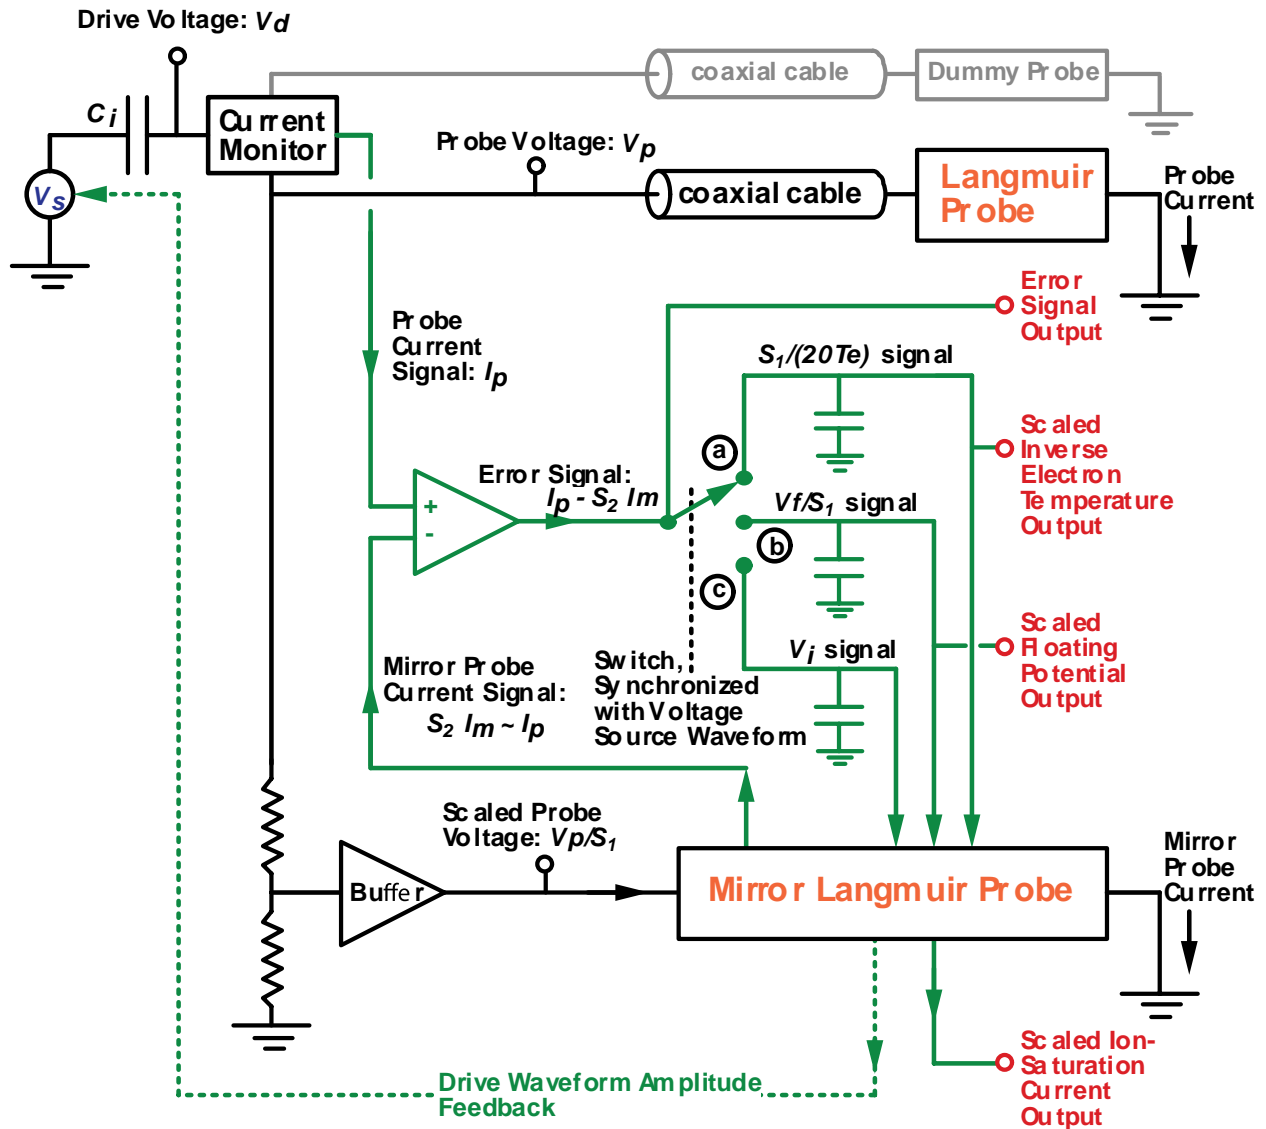 Drive Voltage: Vd
coaxial cable
Dummy Probe
Ci
Current
Monitor
Probe Voltage: Vp
Vs
coaxial cable
Langmuir
Probe
Probe
Current
Error
Signal
Output
Probe
Current
Signal: Ip
S1/(20Te) signal
Scaled
Inverse
Electron
Temperature
Output
a
Error Signal:
Ip - S2 Im
+
-
Vf/S1 signal
b
c
Scaled
Floating
Potential
Output
Vi signal
Switch,
Synchronized
with Voltage
Source Waveform
Mirror Probe
Current Signal:
S2 Im ~ Ip
Scaled Probe
Voltage: Vp/S1
Buffer
Mirror Langmuir Probe
Mirror
Probe
Current
Scaled Ion-
Saturation
Current
Output
Drive Waveform Amplitude
Feedback